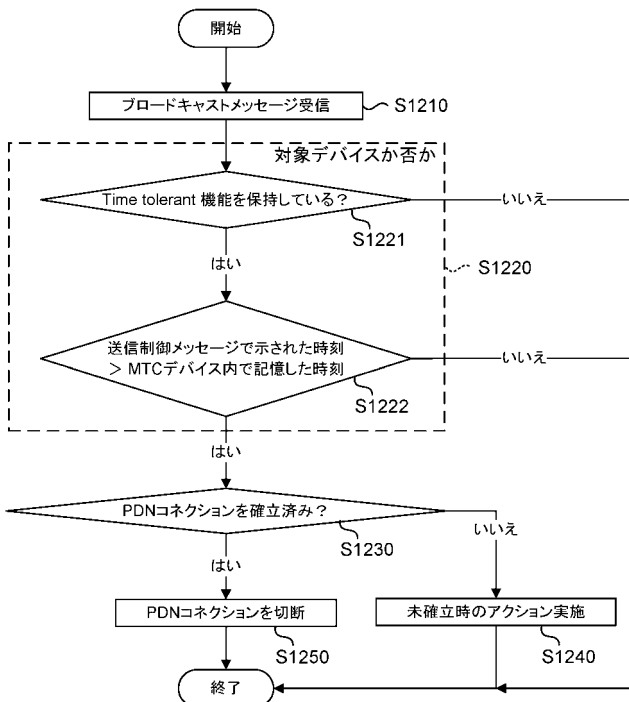 開始
ブロードキャストメッセージ受信
S1210
対象デバイスか否か
Time tolerant 機能を保持している?
いいえ
S1221
S1220
はい
送信制御メッセージで示された時刻
> MTCデバイス内で記憶した時刻
いいえ
S1222
はい
PDNコネクションを確立済み?
いいえ
S1230
はい
PDNコネクションを切断
未確立時のアクション実施
S1250
S1240
終了